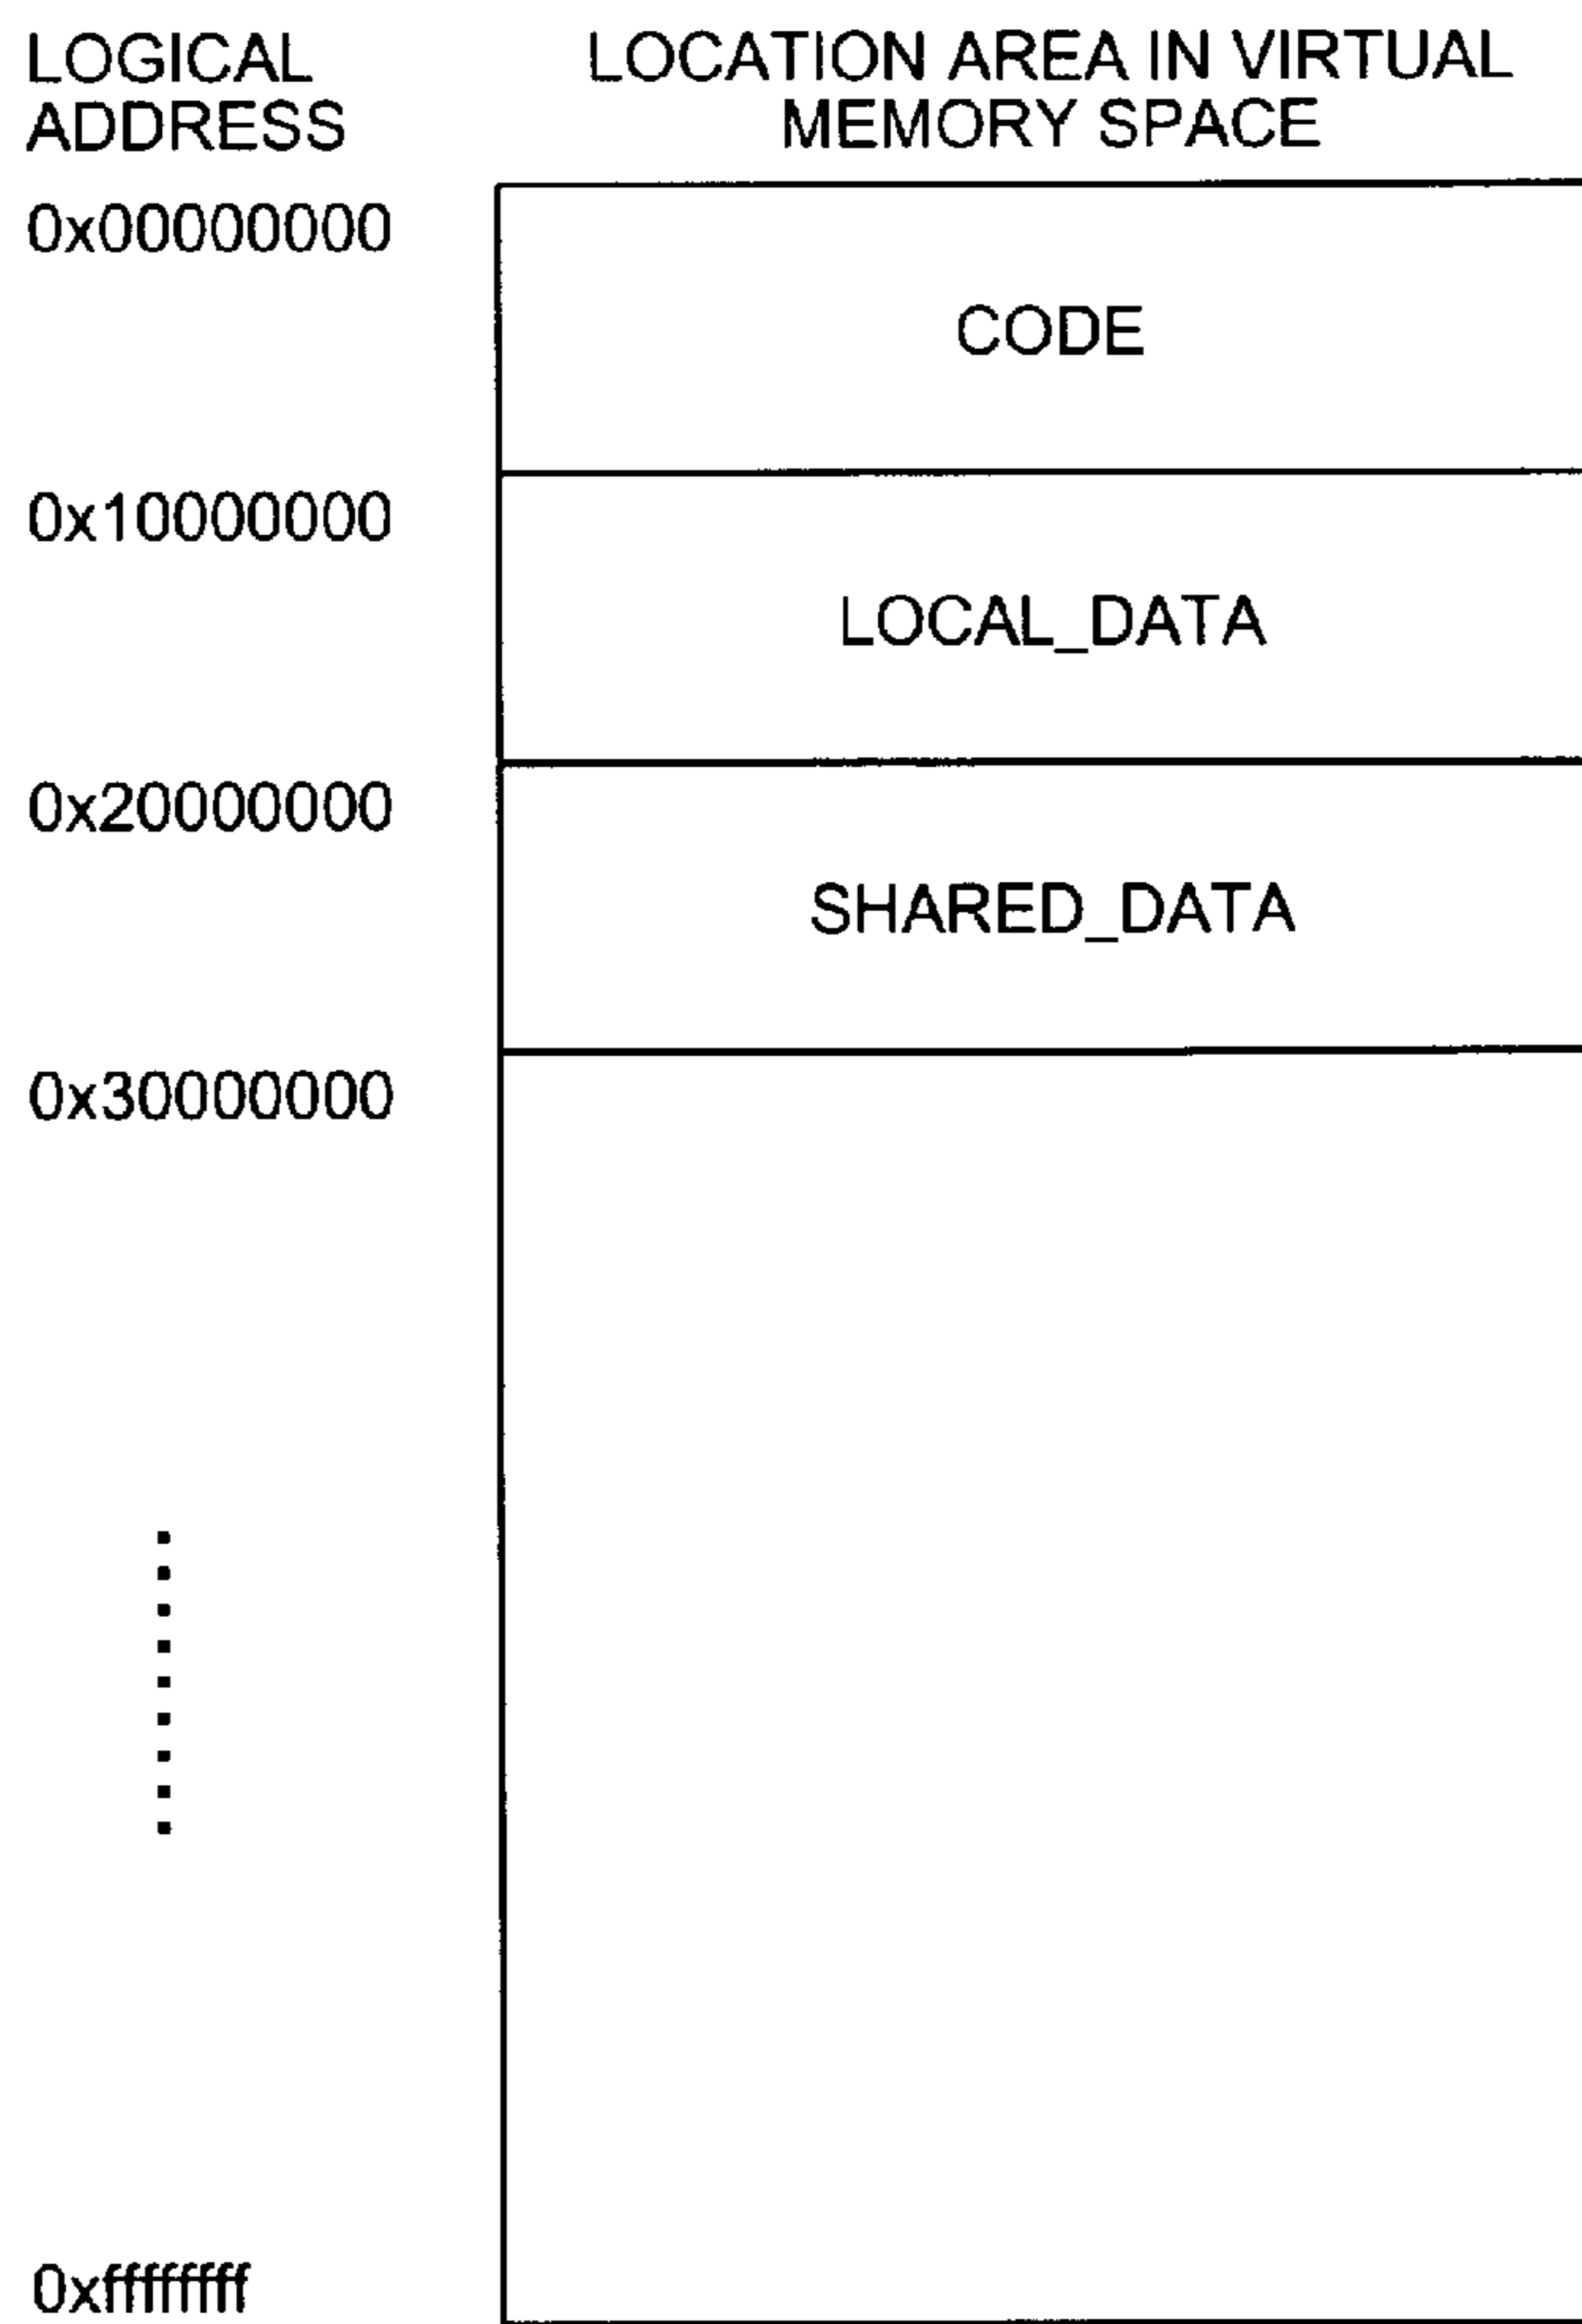 LOGICAL ADDRESS
LOCATION AREA IN VIRTUAL MEMORY SPACE
0x00000000
CODE
0x10000000
LOCAL_DATA
0x20000000
SHARED_DATA
0x30000000
0xffffffff